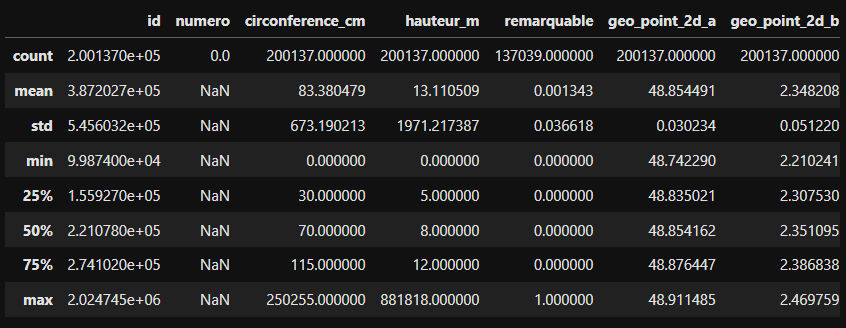 id numero circonference_cm hauteur_m remarquable geo_point_2d_a geo_point_2d_b
count 2.001370e+05 0.0 200137.000000 200137.000000 137039.000000 200137.000000 200137.000000
mean 3.872027e+05 NaN 83.380479 13.110509 0.001343 48.854491 2.348208
std 5.456032e+05 NaN 673.190213 1971.217387 0.036618 0.030234 0.051220
min 9.987400e+04 NaN 0.000000 0.000000 0.000000 48.742290 2.210241
25% 1.559270e+05 NaN 30.000000 5.000000 0.000000 48.835021 2.307530
50% 2.210780e+05 NaN 70.000000 8.000000 0.000000 48.854162 2.351095
75% 2.741020e+05 NaN 115.000000 12.000000 0.000000 48.876447 2.386838
max 2.024745e+06 NaN 250255.000000 881818.000000 1.000000 48.911485 2.469759